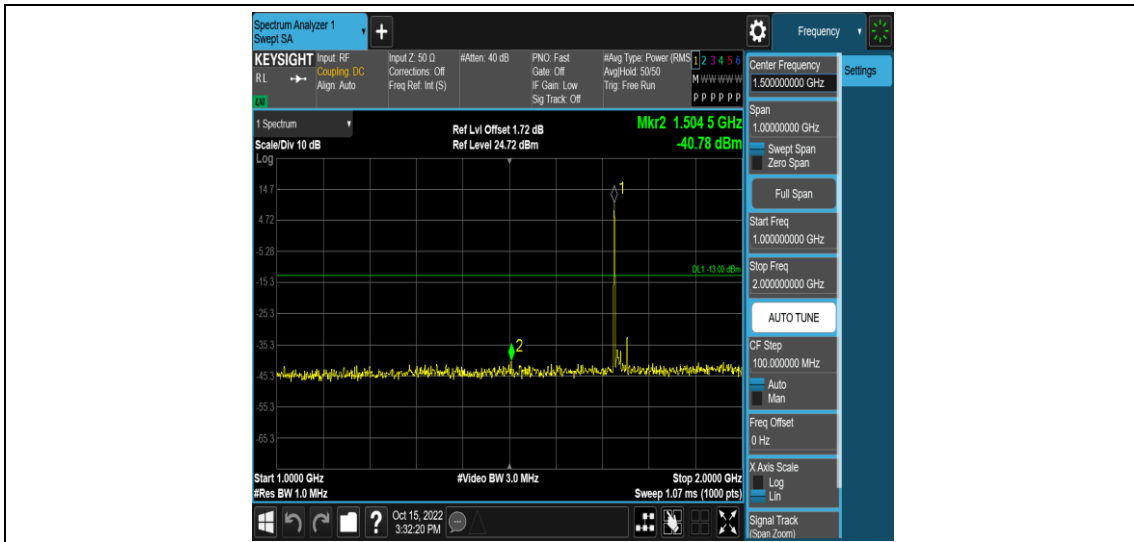 Spectrum Analyzer 1
Swept SA
+
Frequency
KEYSIGHT
RL
LXI
Input: RF
Coupling: DC
Align: Auto
Input Z: 50 Ω
Corrections: Off
Freq Ref: Int (S)
#Atten: 40 dB
PNO: Fast
Gate: Off
IF Gain: Low
Sig Track: Off
#Avg Type: Power (RMS
Avg|Hold: 50/50
Trig: Free Run
1 2 3 4 5 6
M W W W W W
P P P P P P
1 Spectrum
Scale/Div 10 dB
Ref Lvl Offset 1.72 dB
Ref Level 24.72 dBm
Mkr2 1.504 5 GHz
-40.78 dBm
Log
14.7
4.72
-5.28
-15.3
-25.3
-35.3
-45.3
-55.3
-65.3
1
2
DL1 -13.00 dBm
Start 1.0000 GHz
#Res BW 1.0 MHz
#Video BW 3.0 MHz
Stop 2.0000 GHz
Sweep 1.07 ms (1000 pts)
Center Frequency
1.500000000 GHz
Settings
Span
1.00000000 GHz
Swept Span
Zero Span
Full Span
Start Freq
1.000000000 GHz
Stop Freq
2.000000000 GHz
AUTO TUNE
CF Step
100.000000 MHz
Auto
Man
Freq Offset
0 Hz
X Axis Scale
Log
Lin
Signal Track
(Span Zoom)
?
Oct 15, 2022
3:32:20 PM